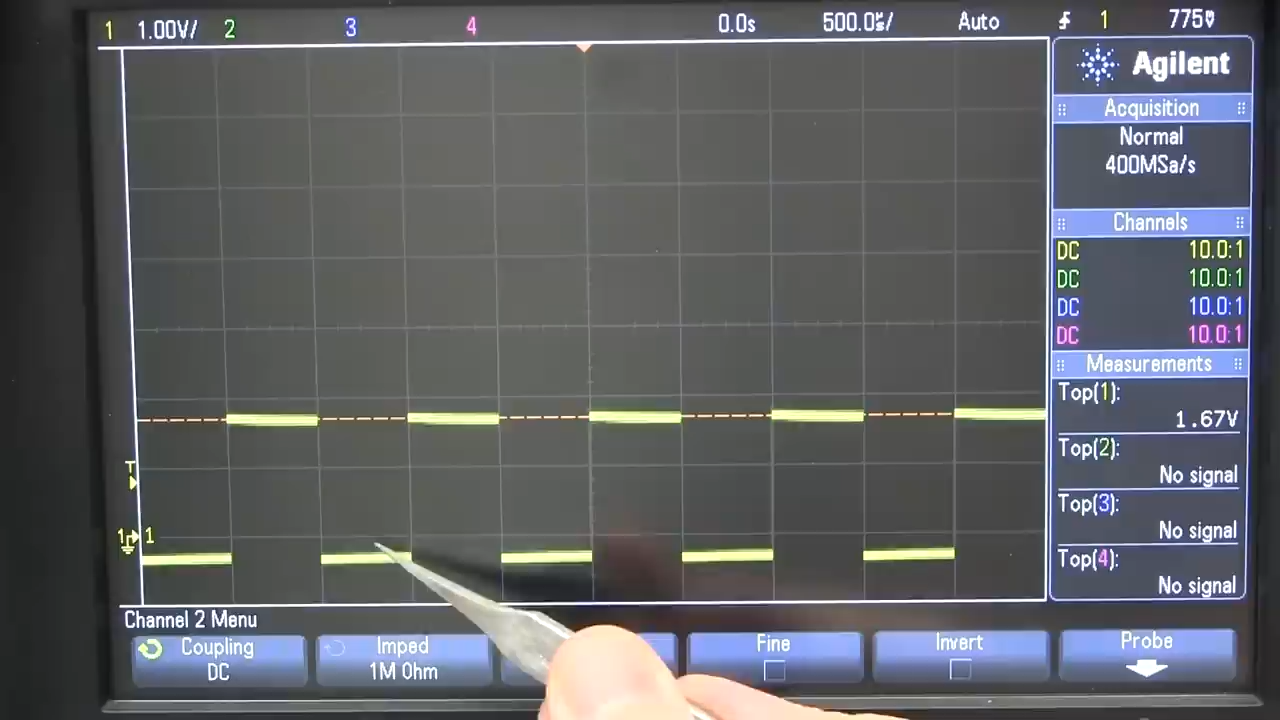 1 1.00V/ 2 3 4 0.0s 500.0㎲/ Auto 1 775
Agilent
Acquisition
Normal
400MSa/s
Channels
DC 10.0:1
DC 10.0:1
DC 10.0:1
DC 10.0:1
Measurements
Top(1):
1.67V
Top(2):
No signal
Top(3):
No signal
Top(4):
No signal
T
1 1
Channel 2 Menu
Coupling
DC
Imped
1M Ohm
Fine
Invert
Probe